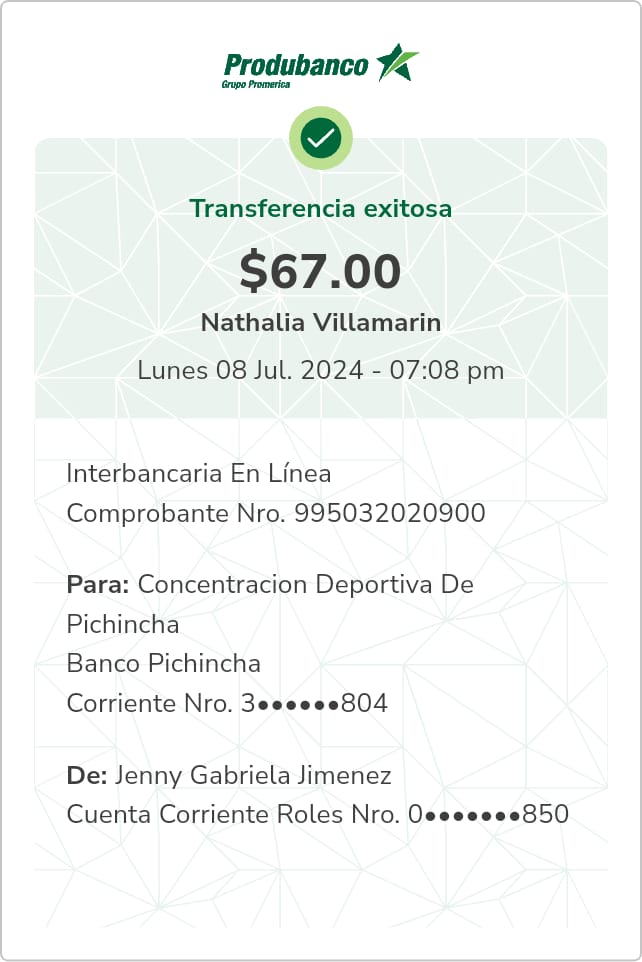 Produbanco
Grupo Promerica
Transferencia exitosa
$67.00
Nathalia Villamarin
Lunes 08 Jul. 2024 - 07:08 pm
Interbancaria En Línea
Comprobante Nro. 995032020900
Para: Concentracion Deportiva De
Pichincha
Banco Pichincha
Corriente Nro. 3••••••804
De: Jenny Gabriela Jimenez
Cuenta Corriente Roles Nro. 0•••••••850